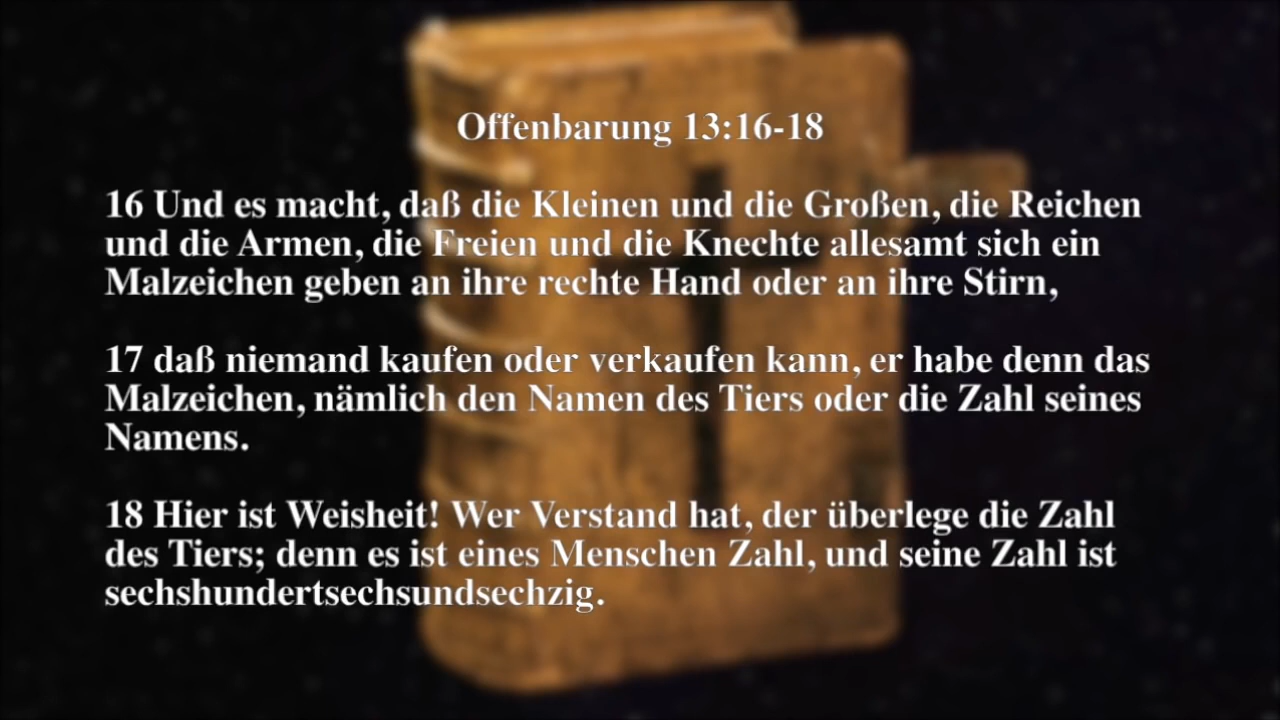 Offenbarung 13:16-18
16 Und es macht, daß die Kleinen und die Großen, die Reichen
und die Armen, die Freien und die Knechte allesamt sich ein
Malzeichen geben an ihre rechte Hand oder an ihre Stirn,
17 daß niemand kaufen oder verkaufen kann, er habe denn das
Malzeichen, nämlich den Namen des Tiers oder die Zahl seines
Namens.
18 Hier ist Weisheit! Wer Verstand hat, der überlege die Zahl
des Tiers; denn es ist eines Menschen Zahl, und seine Zahl ist
sechshundertsechsundsechzig.